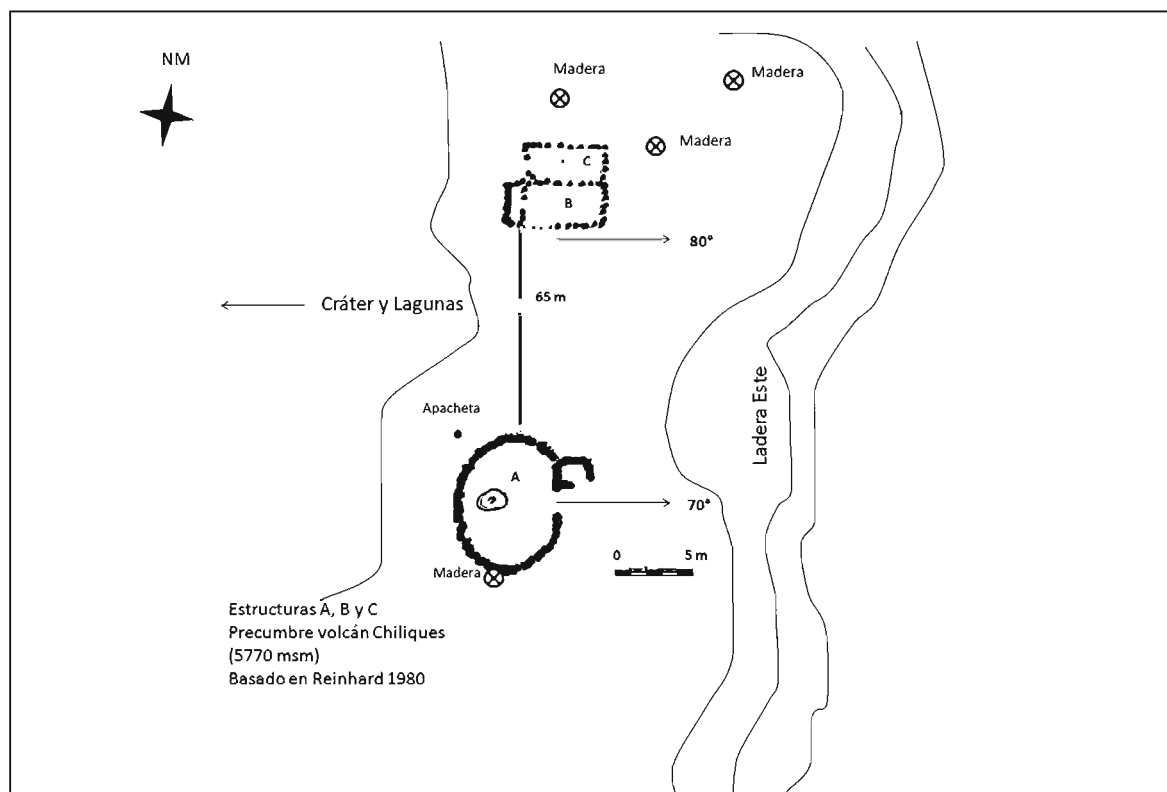 NM
Madera
Madera
Madera
C
B
80°
65 m
Cráter y Lagunas
Apacheta
Ladera Este
A
70°
0 5 m
Madera
Estructuras A, B y C
Precumbre volcán Chiliques
(5770 msm)
Basado en Reinhard 1980